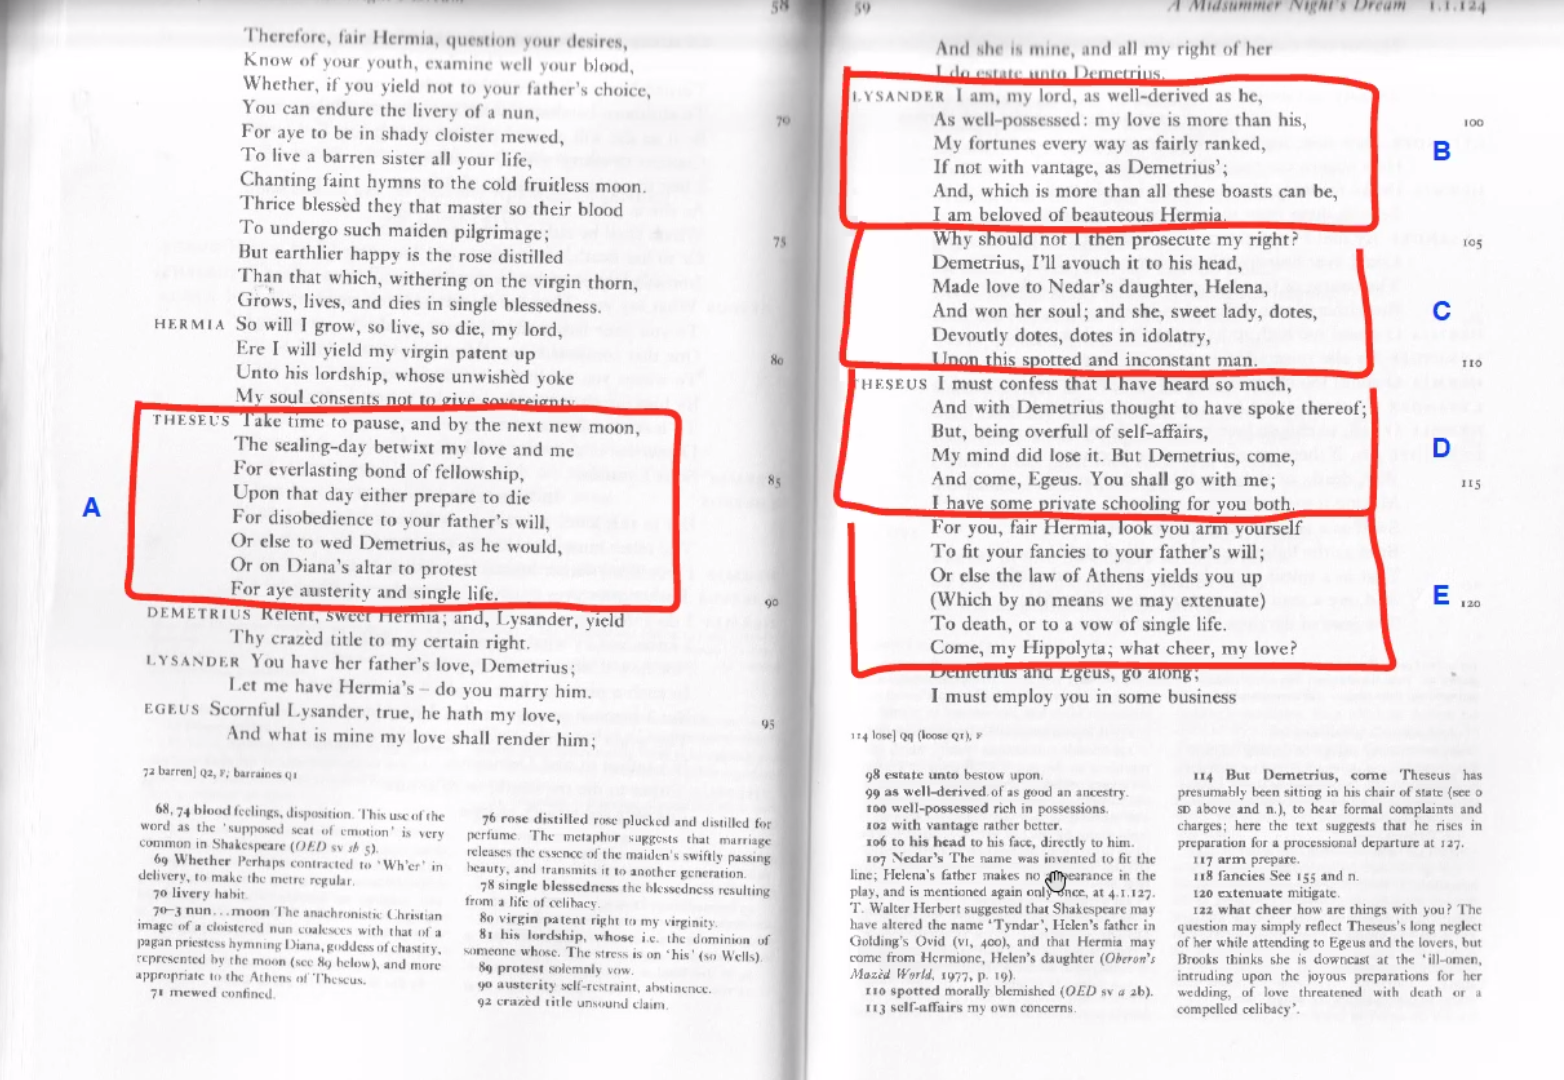 58
Therefore, fair Hermia, question your desires,
Know of your youth, examine well your blood,
Whether, if you yield not to your father's choice,
You can endure the livery of a nun,
70
For aye to be in shady cloister mewed,
To live a barren sister all your life,
Chanting faint hymns to the cold fruitless moon.
Thrice blessèd they that master so their blood
To undergo such maiden pilgrimage;
75
But earthlier happy is the rose distilled
Than that which, withering on the virgin thorn,
Grows, lives, and dies in single blessedness.
HERMIA So will I grow, so live, so die, my lord,
Ere I will yield my virgin patent up
80
Unto his lordship, whose unwishèd yoke
My soul consents not to give sovereignty.
THESEUS Take time to pause, and by the next new moon,
The sealing-day betwixt my love and me
For everlasting bond of fellowship,
85
Upon that day either prepare to die
A
For disobedience to your father's will,
Or else to wed Demetrius, as he would,
Or on Diana's altar to protest
For aye austerity and single life.
90
DEMETRIUS Relent, sweet Hermia; and, Lysander, yield
Thy crazèd title to my certain right.
LYSANDER You have her father's love, Demetrius;
Let me have Hermia's – do you marry him.
EGEUS Scornful Lysander, true, he hath my love,
95
And what is mine my love shall render him;
72 barren] Q2, F; barraines Q1
68, 74 blood feelings, disposition. This use of the
word as the 'supposed seat of emotion' is very
common in Shakespeare (OED sv sb 5).
69 Whether Perhaps contracted to 'Wh'er' in
delivery, to make the metre regular.
70 livery habit.
70–3 nun...moon The anachronistic Christian
image of a cloistered nun coalesces with that of a
pagan priestess hymning Diana, goddess of chastity,
represented by the moon (see 89 below), and more
appropriate to the Athens of Theseus.
71 mewed confined.
76 rose distilled rose plucked and distilled for
perfume. The metaphor suggests that marriage
releases the essence of the maiden's swiftly passing
beauty, and transmits it to another generation.
78 single blessedness the blessedness resulting
from a life of celibacy.
80 virgin patent right to my virginity.
81 his lordship, whose i.e. the dominion of
someone whose. The stress is on 'his' (so Wells).
89 protest solemnly vow.
90 austerity self-restraint, abstinence.
92 crazèd title unsound claim.
59 A Midsummer Night's Dream 1.1.124
And she is mine, and all my right of her
I do estate unto Demetrius.
LYSANDER I am, my lord, as well-derived as he,
As well-possessed: my love is more than his,
100
My fortunes every way as fairly ranked,
B
If not with vantage, as Demetrius';
And, which is more than all these boasts can be,
I am beloved of beauteous Hermia.
Why should not I then prosecute my right?
105
Demetrius, I'll avouch it to his head,
Made love to Nedar's daughter, Helena,
And won her soul; and she, sweet lady, dotes,
C
Devoutly dotes, dotes in idolatry,
Upon this spotted and inconstant man.
110
THESEUS I must confess that I have heard so much,
And with Demetrius thought to have spoke thereof;
But, being overfull of self-affairs,
D
My mind did lose it. But Demetrius, come,
And come, Egeus. You shall go with me;
115
I have some private schooling for you both.
For you, fair Hermia, look you arm yourself
To fit your fancies to your father's will;
Or else the law of Athens yields you up
(Which by no means we may extenuate)
E
120
To death, or to a vow of single life.
Come, my Hippolyta; what cheer, my love?
Demetrius and Egeus, go along;
I must employ you in some business
114 lose] Qq (loose Q1), F
98 estate unto bestow upon.
99 as well-derived of as good an ancestry.
100 well-possessed rich in possessions.
102 with vantage rather better.
106 to his head to his face, directly to him.
107 Nedar's The name was invented to fit the
line; Helena's father makes no appearance in the
play, and is mentioned again only once, at 4.1.127.
T. Walter Herbert suggested that Shakespeare may
have altered the name 'Tyndar', Helen's father in
Golding's Ovid (VI, 400), and that Hermia may
come from Hermione, Helen's daughter (Oberon's
Mazèd World, 1977, p. 19).
110 spotted morally blemished (OED sv a 2b).
113 self-affairs my own concerns.
114 But Demetrius, come Theseus has
presumably been sitting in his chair of state (see 0
SD above and n.), to hear formal complaints and
charges; here the text suggests that he rises in
preparation for a processional departure at 127.
117 arm prepare.
118 fancies See 155 and n.
120 extenuate mitigate.
122 what cheer how are things with you? The
question may simply reflect Theseus's long neglect
of her while attending to Egeus and the lovers, but
Brooks thinks she is downcast at the 'ill-omen,
intruding upon the joyous preparations for her
wedding, of love threatened with death or a
compelled celibacy'.